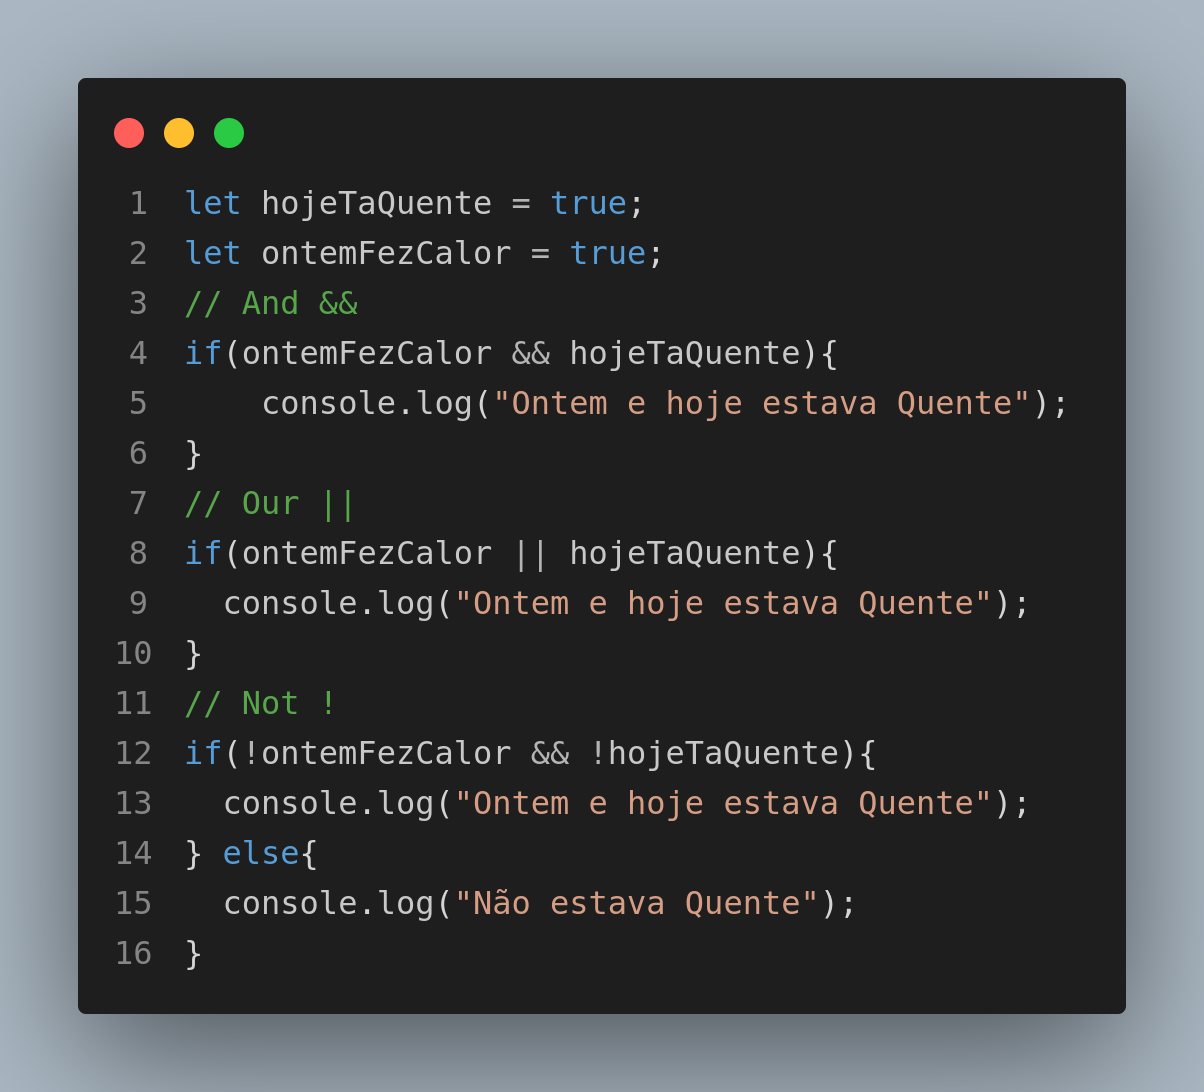 1 let hojeTaQuente = true;
2 let ontemFezCalor = true;
3 // And &&
4 if(ontemFezCalor && hojeTaQuente){
5     console.log("Ontem e hoje estava Quente");
6 }
7 // Our ||
8 if(ontemFezCalor || hojeTaQuente){
9   console.log("Ontem e hoje estava Quente");
10 }
11 // Not !
12 if(!ontemFezCalor && !hojeTaQuente){
13   console.log("Ontem e hoje estava Quente");
14 } else{
15   console.log("Não estava Quente");
16 }